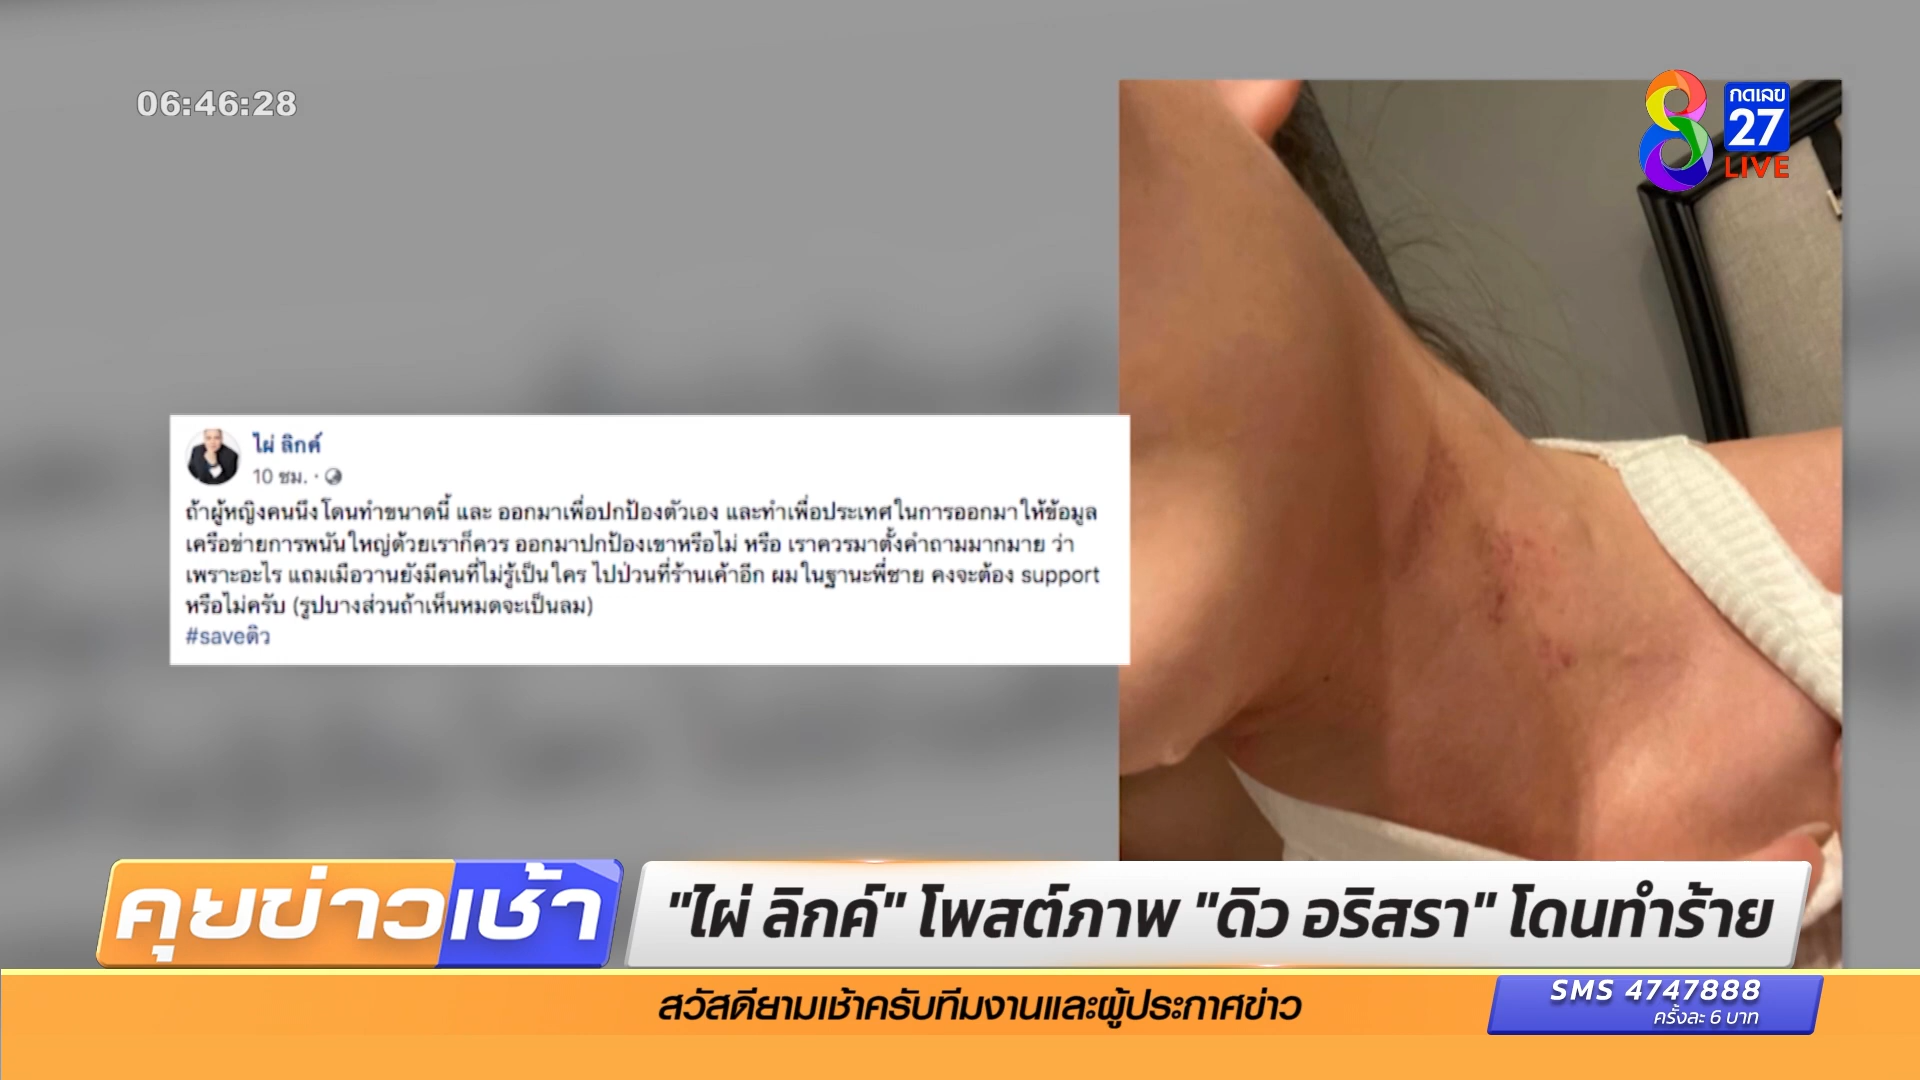 06:46:28
กดเลข
27
LIVE
ไผ่ ลิกค์
10 ชม. ·
ถ้าผู้หญิงคนนึงโดนทำขนาดนี้ และ ออกมาเพื่อปกป้องตัวเอง และทำเพื่อประเทศในการออกมาให้ข้อมูล
เครือข่ายการพนันใหญ่ด้วยเราก็ควร ออกมาปกป้องเขาหรือไม่ หรือ เราควรมาตั้งคำถามมากมาย ว่า
เพราะอะไร แถมเมื่อวานยังมีคนที่ไม่รู้เป็นใคร ไปป่วนที่ร้านเค้าอีก ผมในฐานะพี่ชาย คงจะต้อง support
หรือไม่ครับ (รูปบางส่วนถ้าเห็นหมดจะเป็นลม)
#saveดิว
คุยข่าวเช้า
"ไผ่ ลิกค์" โพสต์ภาพ "ดิว อริสรา" โดนทำร้าย
สวัสดียามเช้าครับทีมงานและผู้ประกาศข่าว
SMS 4747888
ครั้งละ 6 บาท